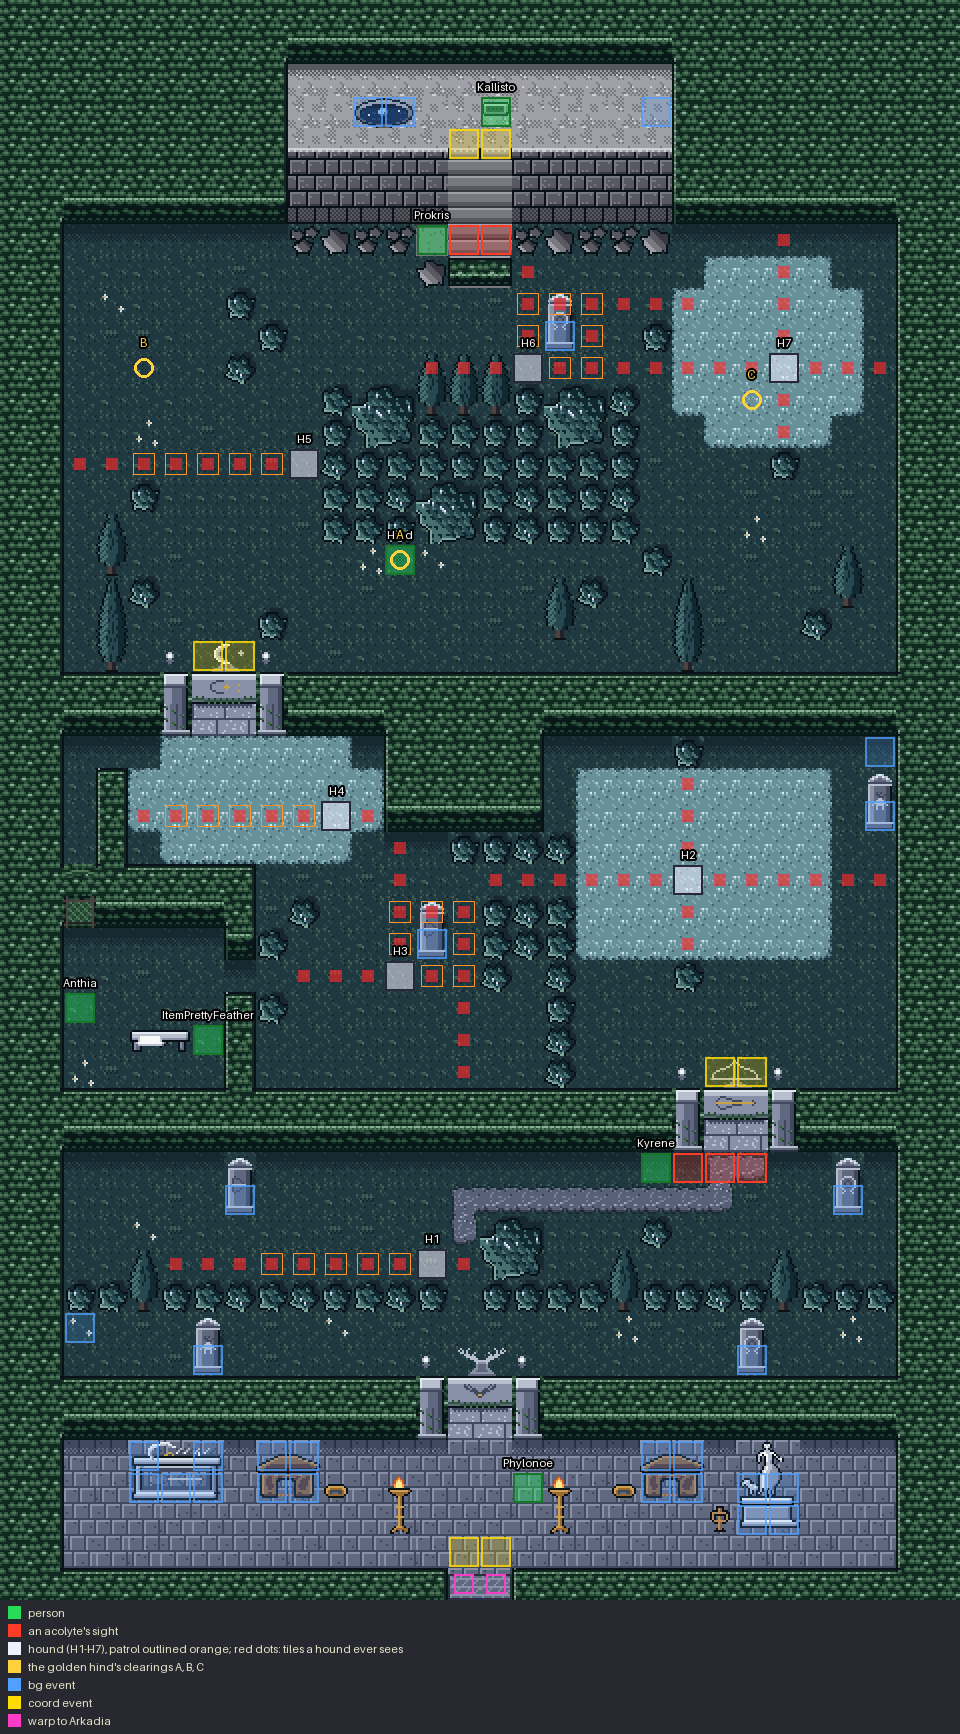 Kallisto
Prokris
B
H6
H7
C
H5
HAd
H4
H2
H3
Anthia
ItemPrettyFeather
Kyrene
H1
Phylonoe
person
an acolyte's sight
hound (H1-H7), patrol outlined orange; red dots: tiles a hound ever sees
the golden hind's clearings A, B, C
bg event
coord event
warp to Arkadia